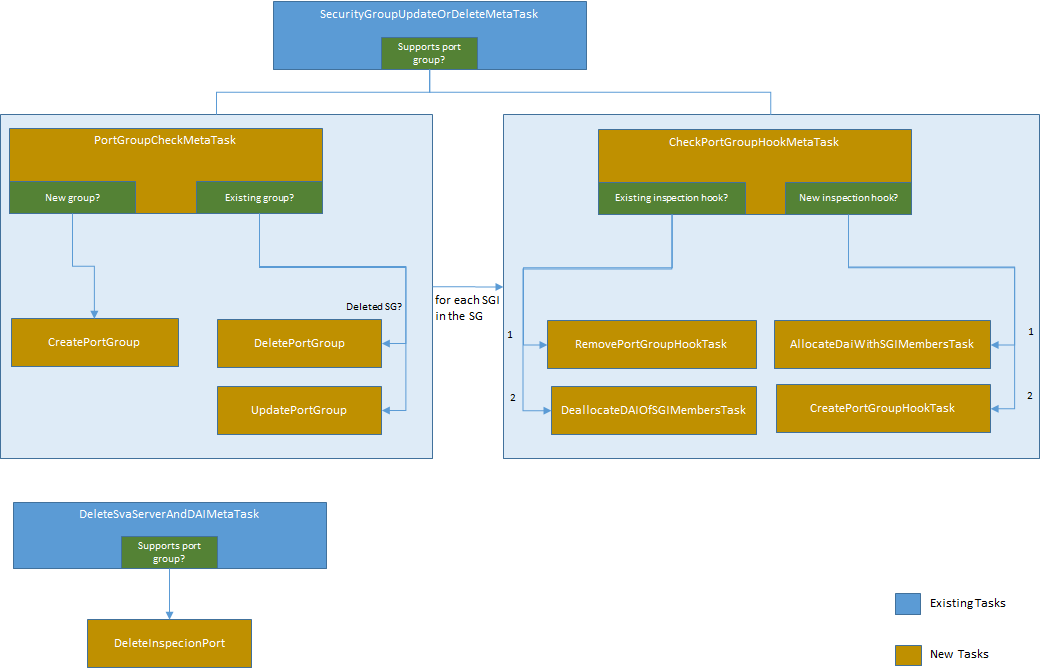 SecurityGroupUpdateOrDeleteMetaTask
Supports port
group?
PortGroupCheckMetaTask
New group?
Existing group?
Deleted SG?
CreatePortGroup
DeletePortGroup
UpdatePortGroup
for each SGI
in the SG
CheckPortGroupHookMetaTask
Existing inspection hook?
New inspection hook?
1
RemovePortGroupHookTask
AllocateDaiWithSGIMembersTask
1
2
DeallocateDAIOfSGIMembersTask
CreatePortGroupHookTask
2
DeleteSvaServerAndDAIMetaTask
Supports port
group?
DeleteInspecionPort
Existing Tasks
New Tasks